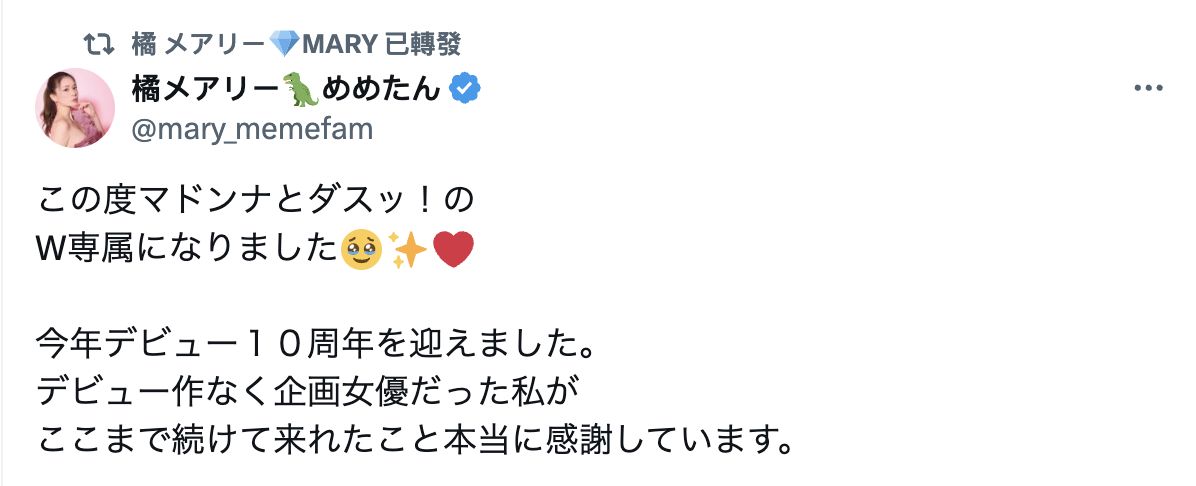 橘 メアリー💎MARY 已轉發
橘メアリー🦖めめたん
@mary_memefam
この度マドンナとダスッ！の
W専属になりました🥹✨❤️
今年デビュー１０周年を迎えました。
デビュー作なく企画女優だった私が
ここまで続けて来れたこと本当に感謝しています。